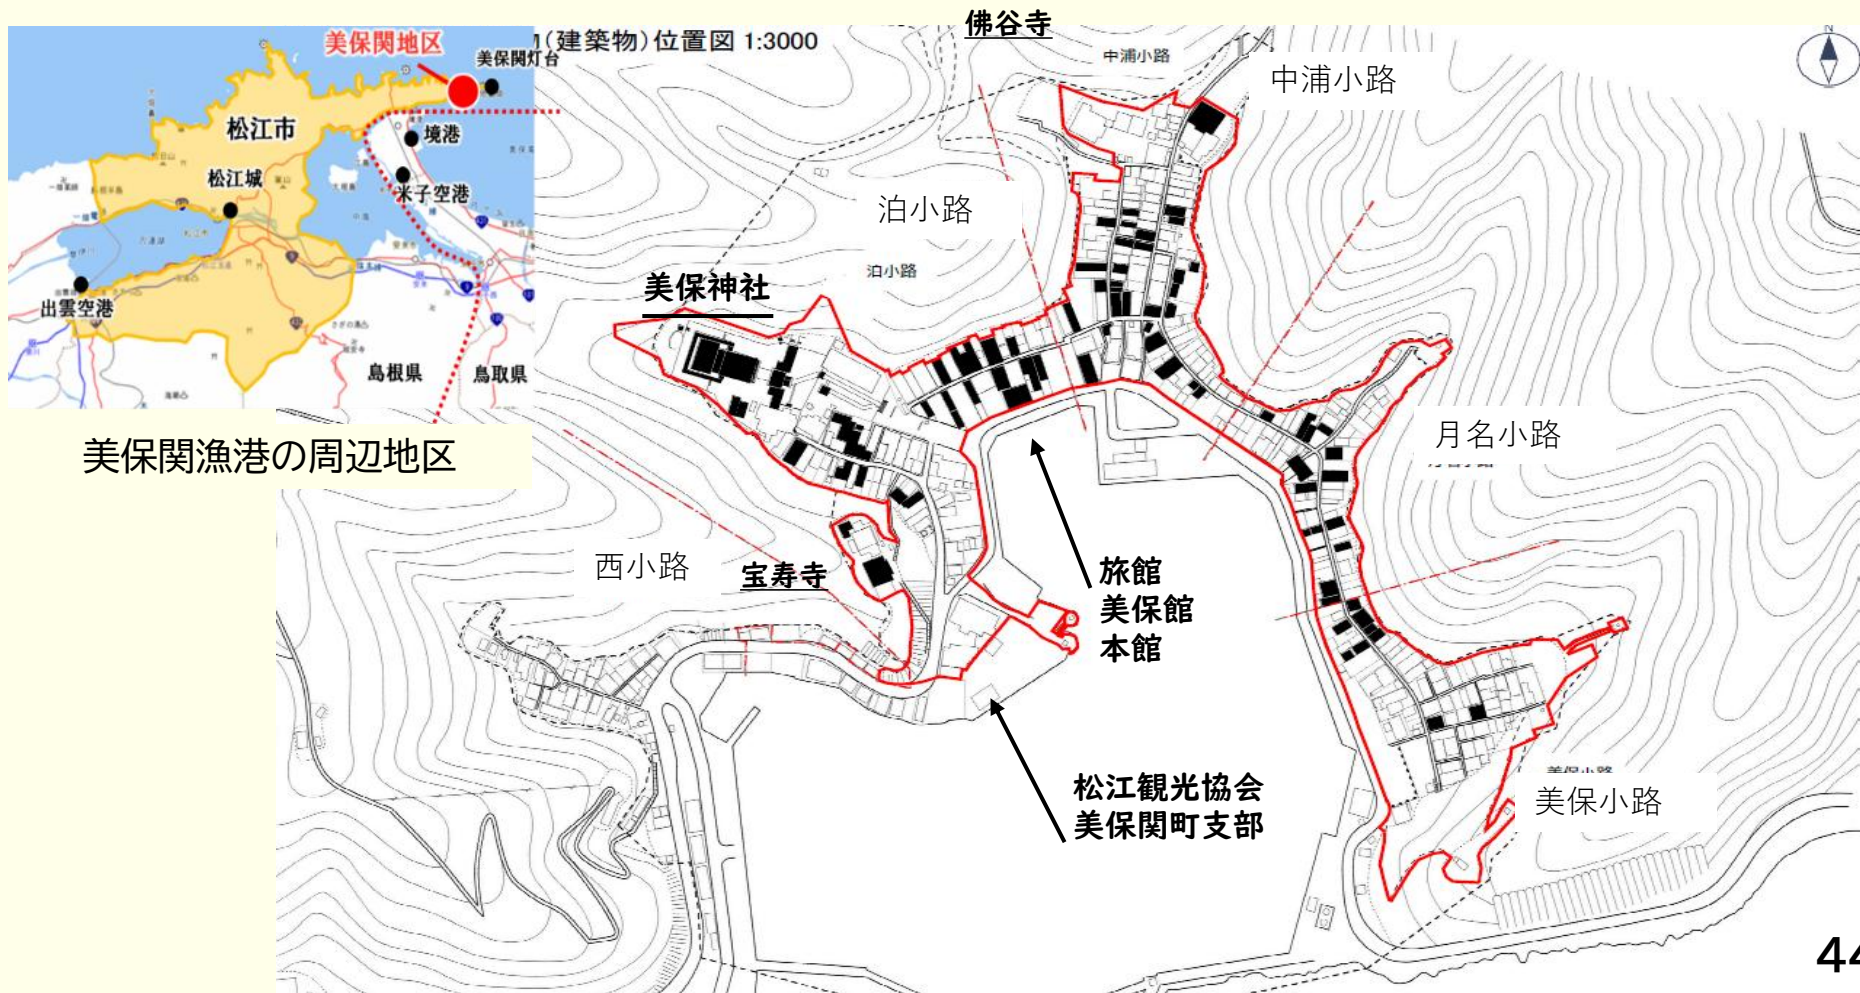 佛谷寺
物(建築物)位置図 1:3000
美保関地区
美保関灯台
中浦小路
中浦小路
松江市
境港
松江城
米子空港
泊小路
泊小路
出雲空港
美保神社
島根県
鳥取県
美保関漁港の周辺地区
月名小路
西小路
宝寿寺
旅館
美保館
本館
松江観光協会
美保関町支部
美保小路
美保小路
44